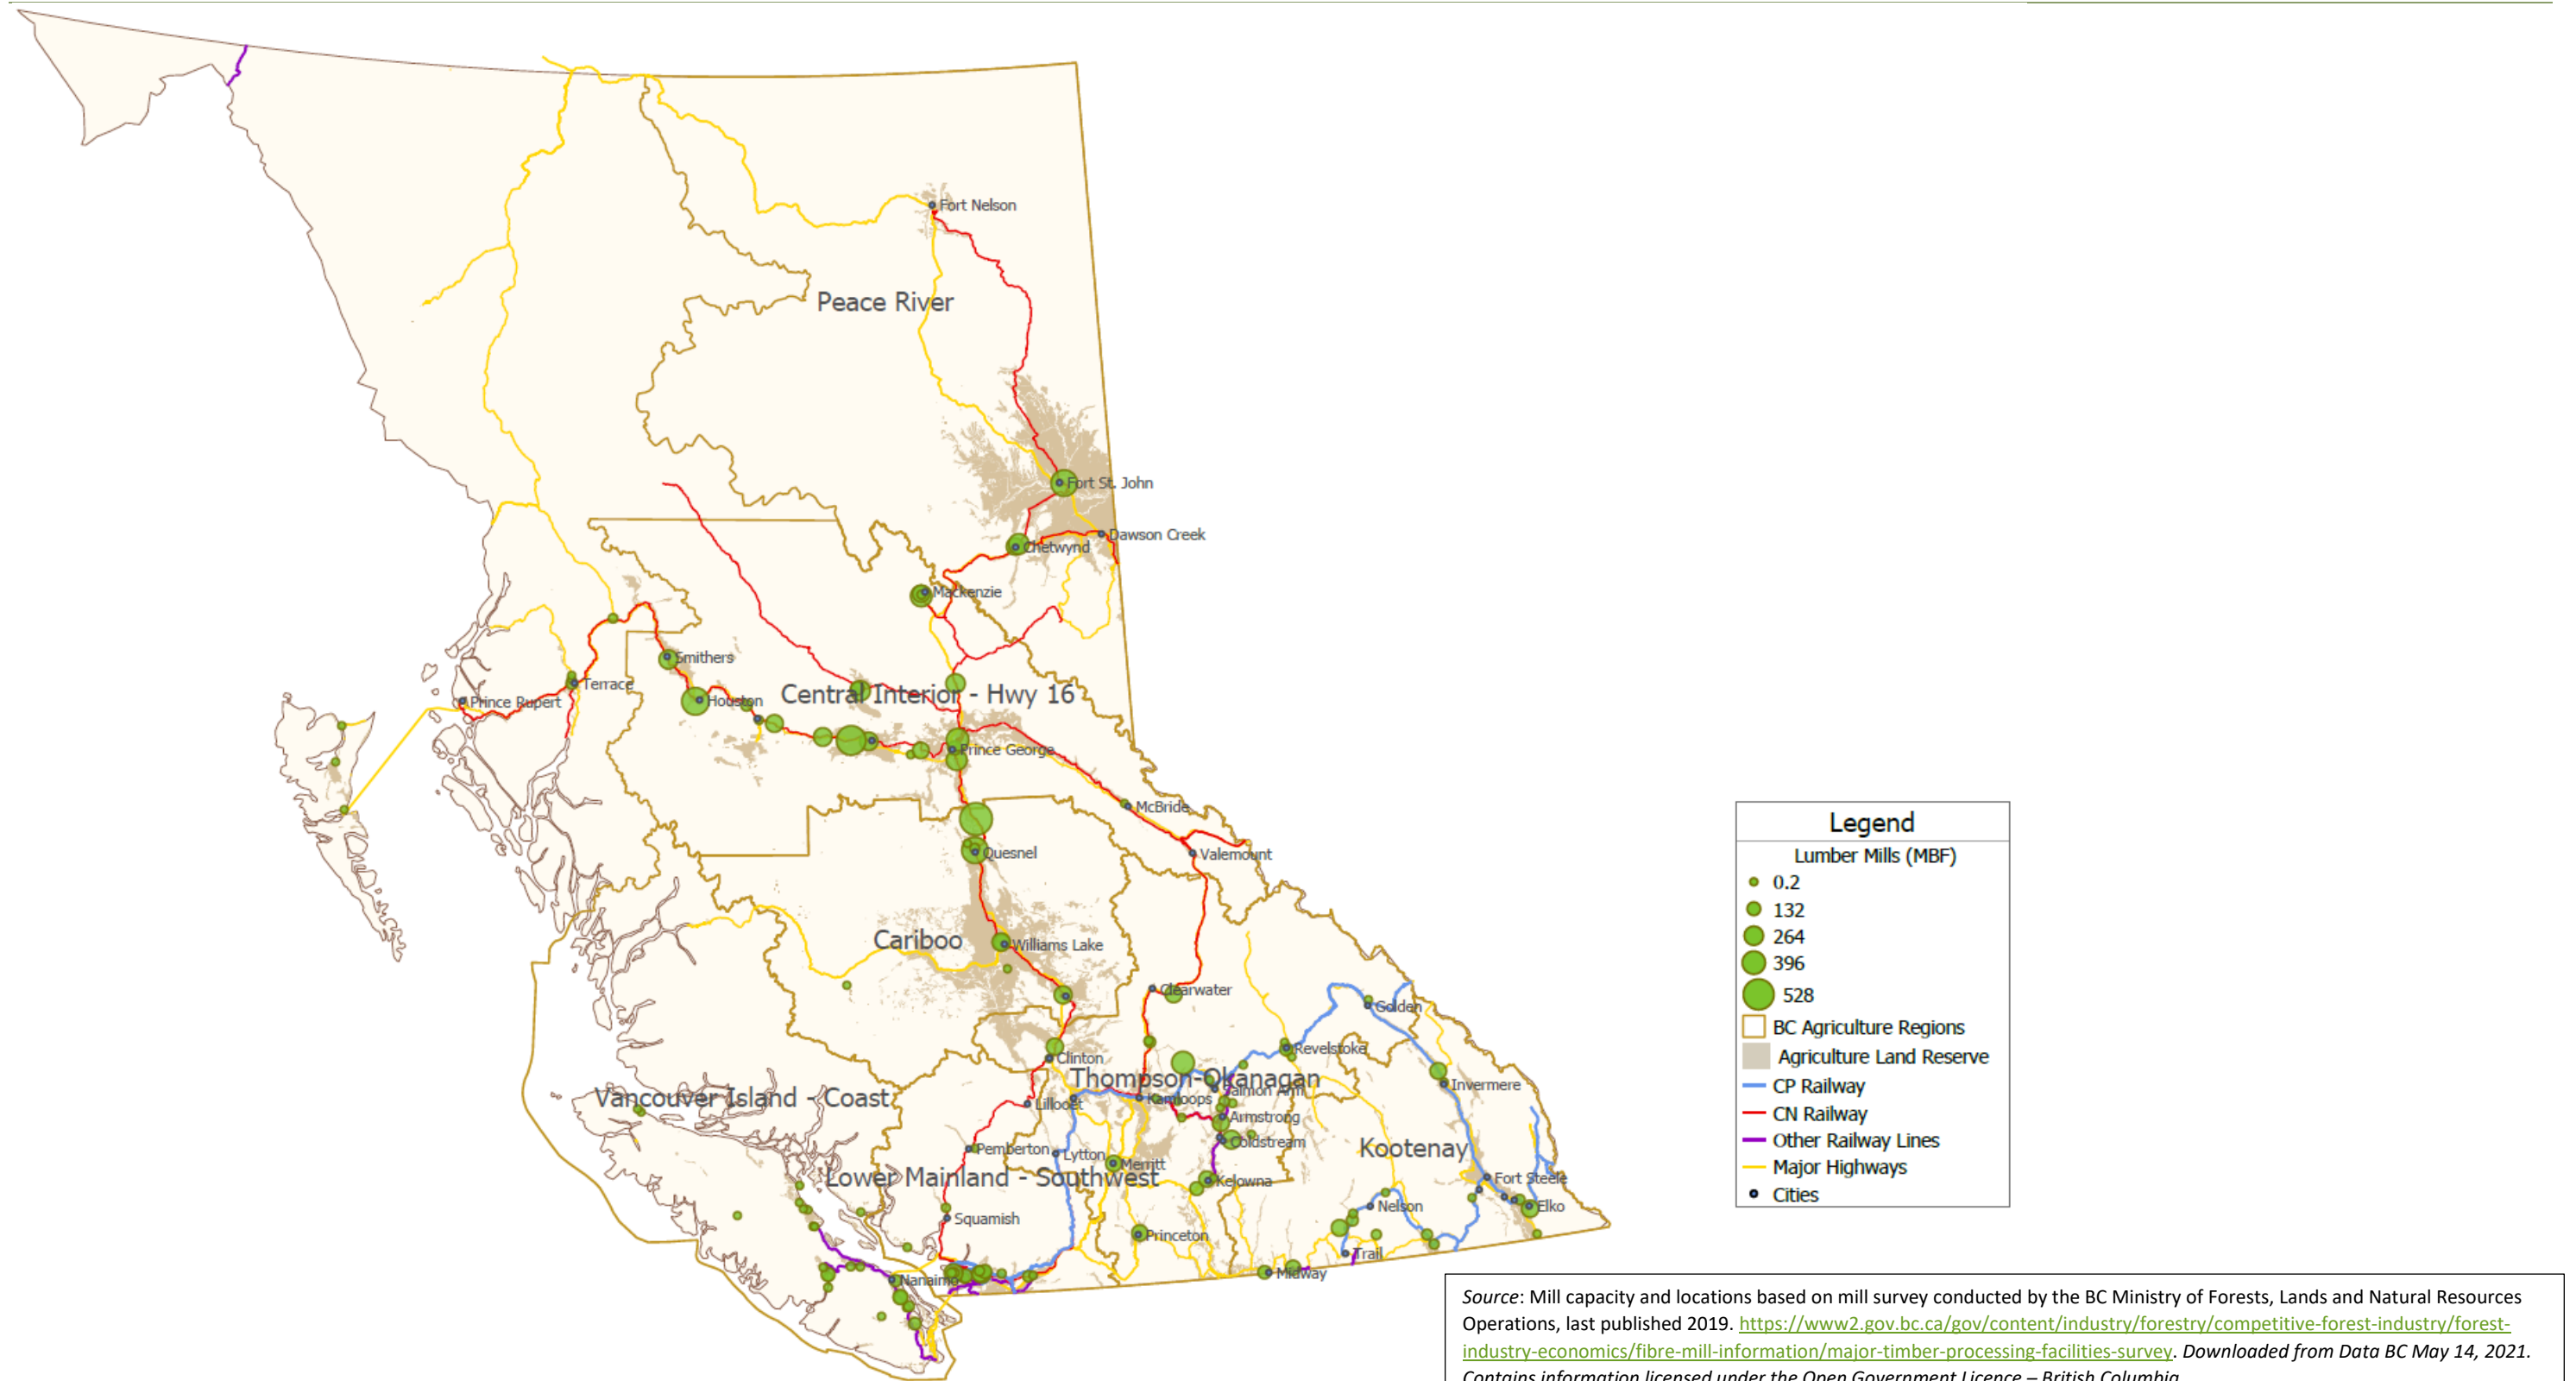 Fort Nelson
Peace River
Fort St. John
Dawson Creek
Chetwynd
Mackenzie
Smithers
Terrace
Central Interior - Hwy 16
Houston
Prince Rupert
Prince George
McBride
Valemount
Quesnel
Cariboo
Williams Lake
Clearwater
Golden
Revelstoke
Clinton
Thompson-Okanagan
Invermere
Salmon Arm
Vancouver Island - Coast
Lillooet
Kamloops
Armstrong
Coldstream
Kootenay
Pemberton
Lytton
Merritt
Lower Mainland - Southwest
Kelowna
Fort Steele
Nelson
Elko
Squamish
Princeton
Trail
Midway
Nanaimo
Legend
Lumber Mills (MBF)
0.2
132
264
396
528
BC Agriculture Regions
Agriculture Land Reserve
CP Railway
CN Railway
Other Railway Lines
Major Highways
Cities
Source: Mill capacity and locations based on mill survey conducted by the BC Ministry of Forests, Lands and Natural Resources
Operations, last published 2019. https://www2.gov.bc.ca/gov/content/industry/forestry/competitive-forest-industry/forest-
industry-economics/fibre-mill-information/major-timber-processing-facilities-survey. Downloaded from Data BC May 14, 2021.
Contains information licensed under the Open Government Licence – British Columbia